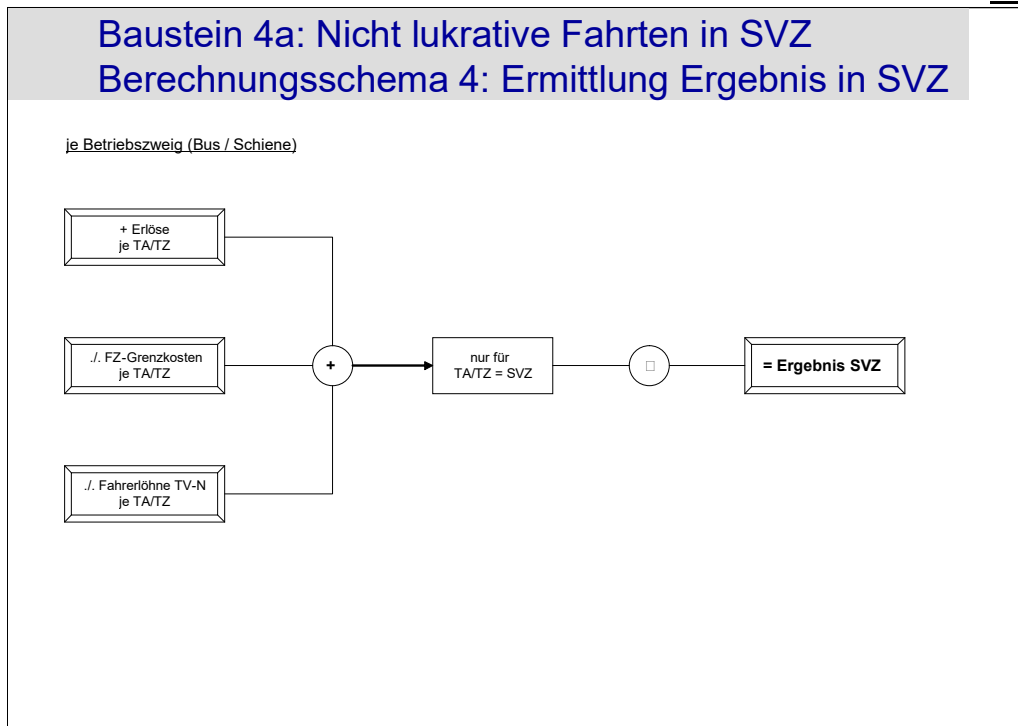 Baustein 4a: Nicht lukrative Fahrten in SVZ
Berechnungsschema 4: Ermittlung Ergebnis in SVZ
je Betriebszweig (Bus / Schiene)
+ Erlöse
je TA/TZ
./. FZ-Grenzkosten
je TA/TZ
+
nur für
TA/TZ = SVZ
= Ergebnis SVZ
./. Fahrerlöhne TV-N
je TA/TZ